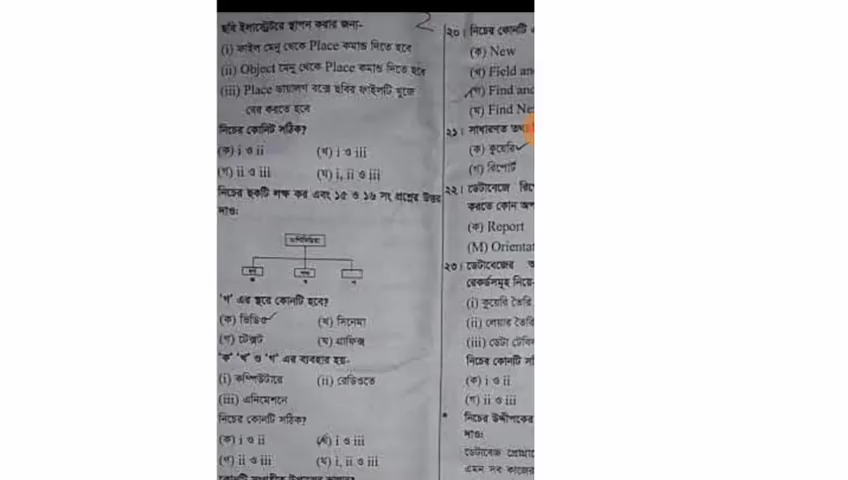 ছবি ইলাস্ট্রেটরে স্থাপন করার জন্য-
(i) ফাইল মেনু থেকে Place কমান্ড দিতে হবে
(ii) Object মেনু থেকে Place কমান্ড দিতে হবে
(iii) Place ডায়ালগ বক্সে ছবির ফাইলটি খুঁজে
বের করতে হবে
নিচের কোনটি সঠিক?
(ক) i ও ii
(খ) i ও iii
(গ) ii ও iii
(ঘ) i, ii ও iii
নিচের ছকটি লক্ষ কর এবং ১৫ ও ১৬ সং প্রশ্নের উত্তর
দাও:
'গ' এর স্থরে কোনটি হবে?
(ক) ভিডিও
(খ) সিনেমা
(গ) টেক্সট
(ঘ) গ্রাফিক্স
'ক' 'খ' ও 'গ' এর ব্যবহার হয়-
(i) কম্পিউটারে
(ii) রেডিওতে
(iii) এনিমেশনে
নিচের কোনটি সঠিক?
(ক) i ও ii
(খ) i ও iii
(গ) ii ও iii
(ঘ) i, ii ও iii
2
২০। নিচের কোনটি
(ক) New
(খ) Field an
(গ) Find and
(ঘ) Find Ne
২১। সাধারণত
(ক) কুয়েরি
(গ) রিপোর্ট
২২। ডেটাবেজে
করতে কোন
(ক) Report
(M) Orientat
২৩। ডেটাবেজের
রেকর্ডসমূহ নিয়ে-
(i) কুয়েরি তৈরি
(ii) লেয়ার তৈরি
(iii) ডেটা
নিচের কোনটি
(ক) i ও ii
(গ) ii ও iii
নিচের উদ্দীপকের
দাও:
ডেটাবেজ
এমন সব কাজের